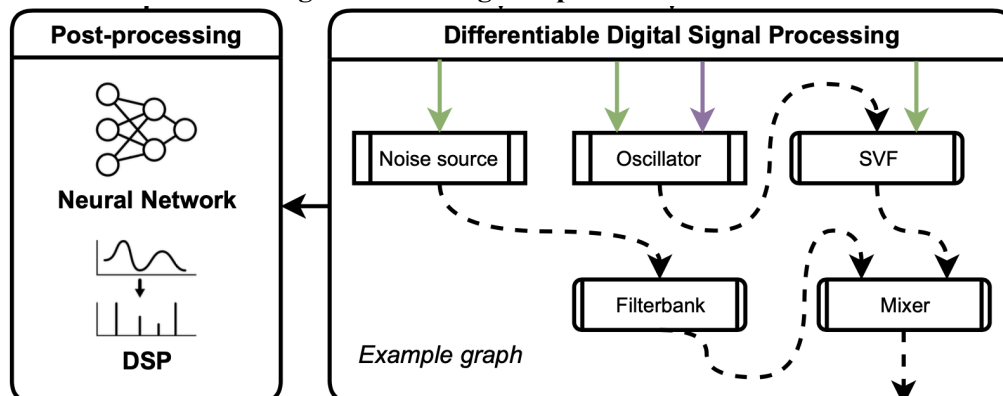 Post-processing
Neural Network
DSP
Differentiable Digital Signal Processing
Noise source
Oscillator
SVF
Filterbank
Mixer
Example graph